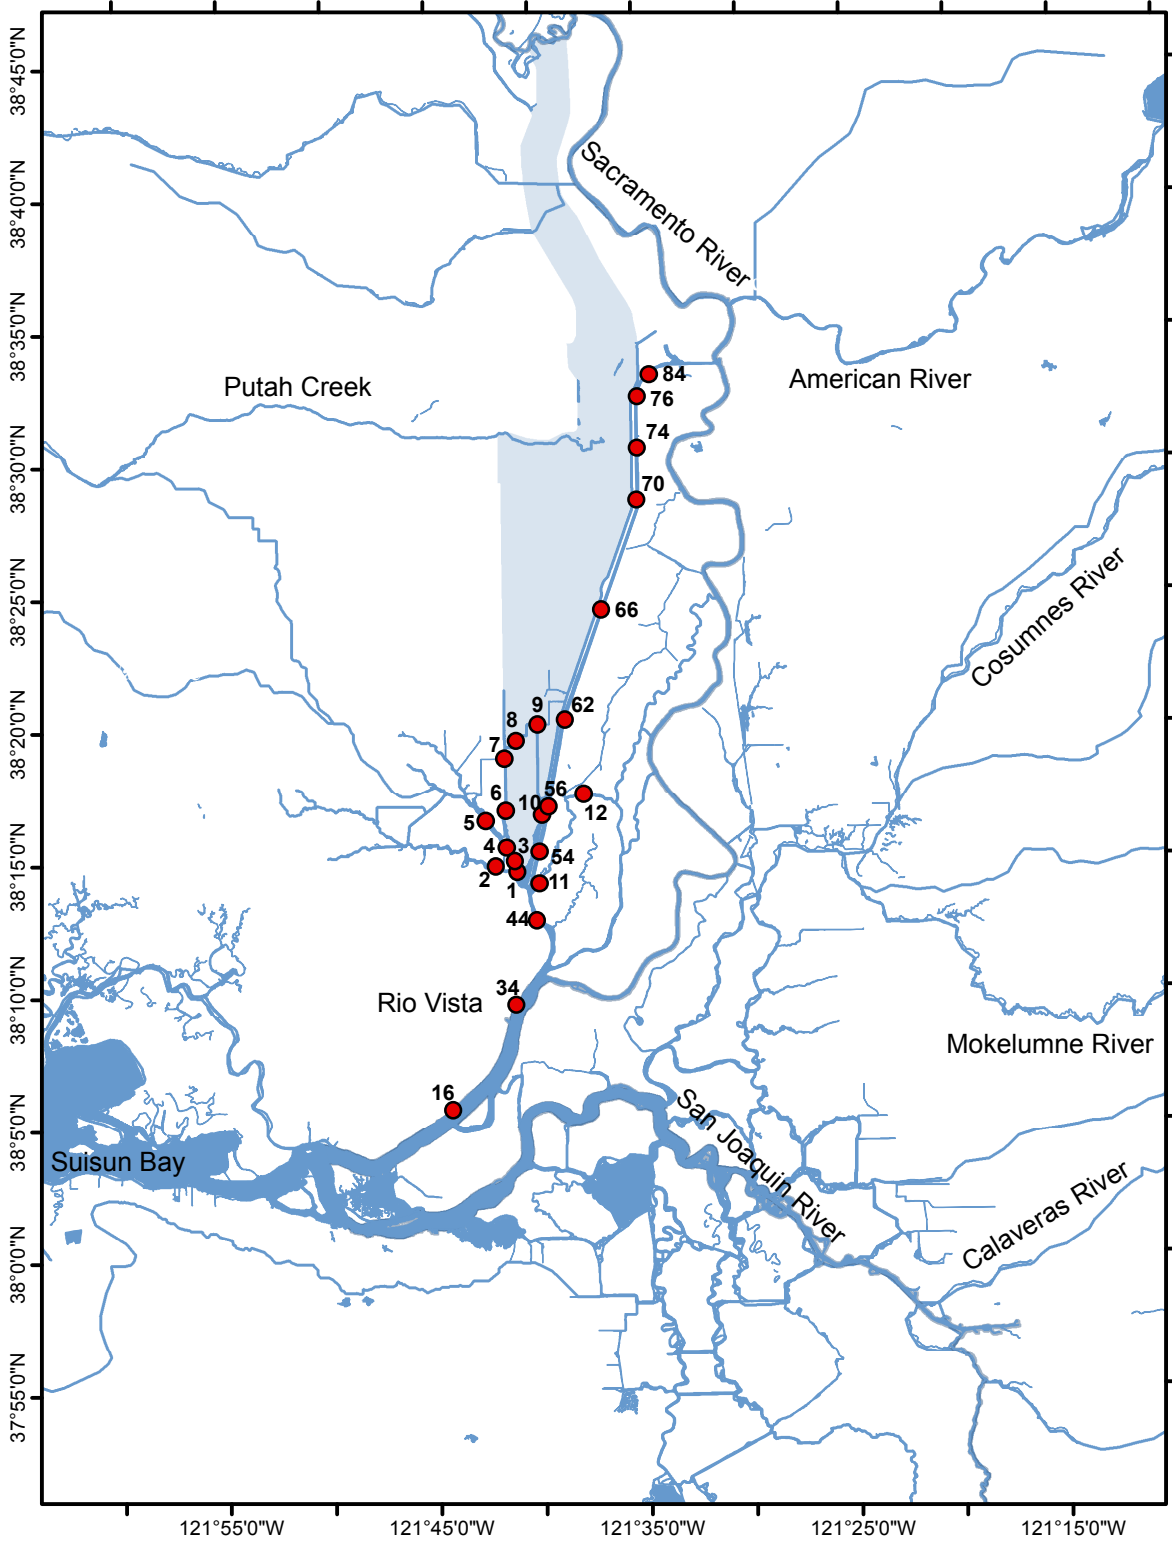 38°45'0"N
38°40'0"N
Sacramento River
38°35'0"N
84
Putah Creek
American River
76
74
38°30'0"N
70
38°25'0"N
66
Cosumnes River
9
62
38°20'0"N
8
7
56
6
10
12
5
4
3
54
38°15'0"N
2
1
11
44
34
38°10'0"N
Rio Vista
Mokelumne River
16
38°5'0"N
San Joaquin River
Suisun Bay
Calaveras River
38°0'0"N
37°55'0"N
121°55'0"W
121°45'0"W
121°35'0"W
121°25'0"W
121°15'0"W